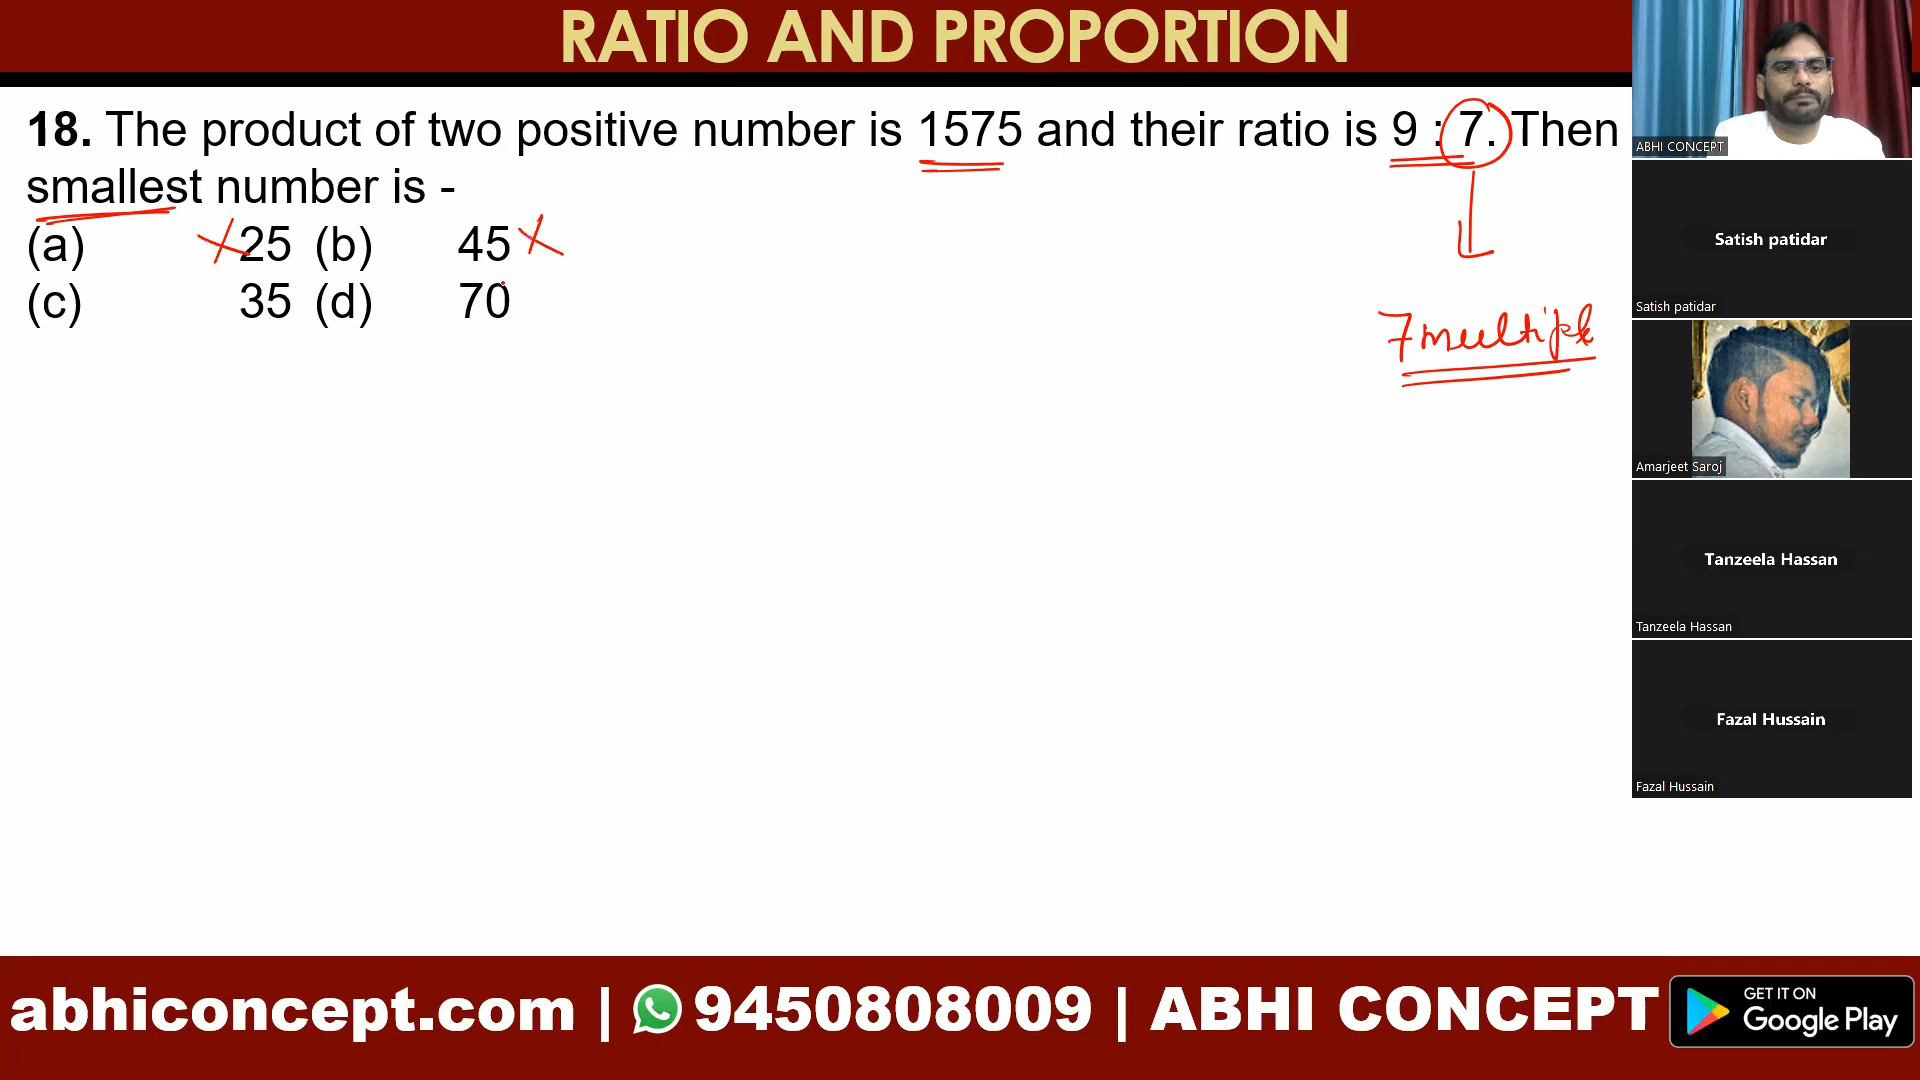 RATIO AND PROPORTION
18. The product of two positive number is 1575 and their ratio is 9 : 7. Then
smallest number is -
(a) 25 (b) 45
(c) 35 (d) 70
7 multiple
ABHI CONCEPT
Satish patidar
Satish patidar
Amarjeet Saroj
Tanzeela Hassan
Tanzeela Hassan
Fazal Hussain
Fazal Hussain
abhiconcept.com | 9450808009 | ABHI CONCEPT
GET IT ON
Google Play